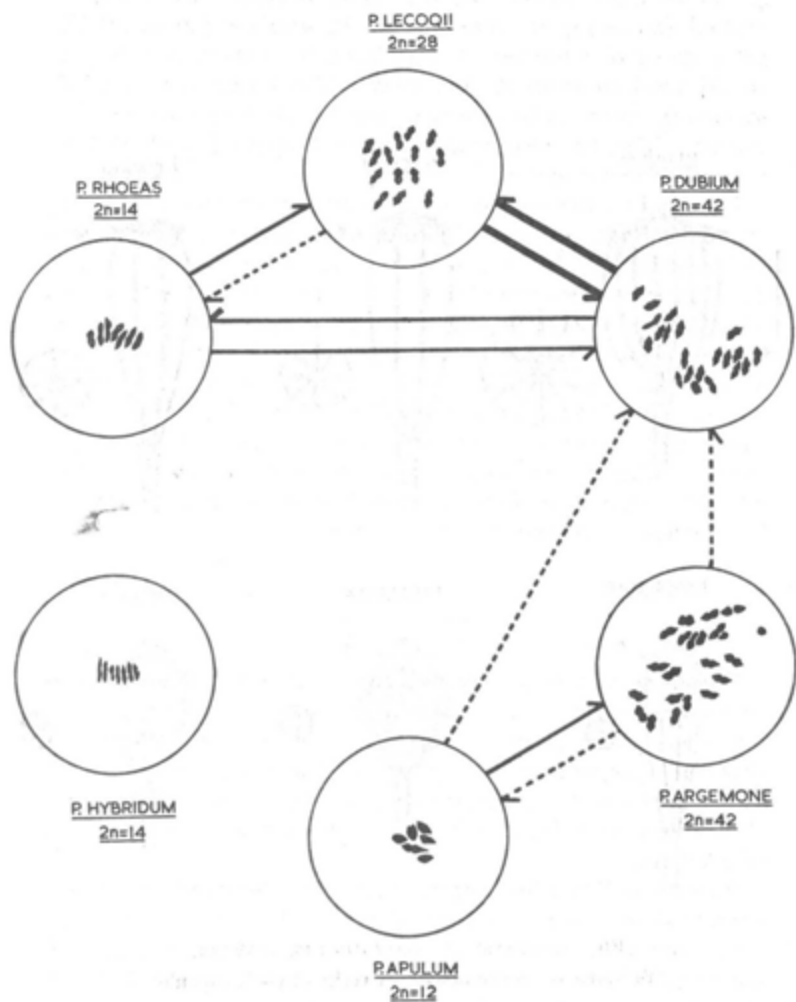 P. LECOQII
2n=28
P. RHOEAS
2n=14
P. DUBIUM
2n=42
P. HYBRIDUM
2n=14
P. ARGEMONE
2n=42
P. APULUM
2n=12